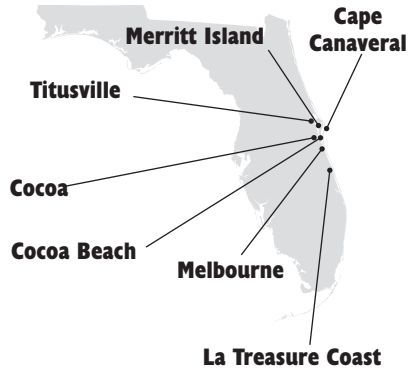 Cape
Canaveral
Merritt Island
Titusville
Cocoa
Cocoa Beach
Melbourne
La Treasure Coast